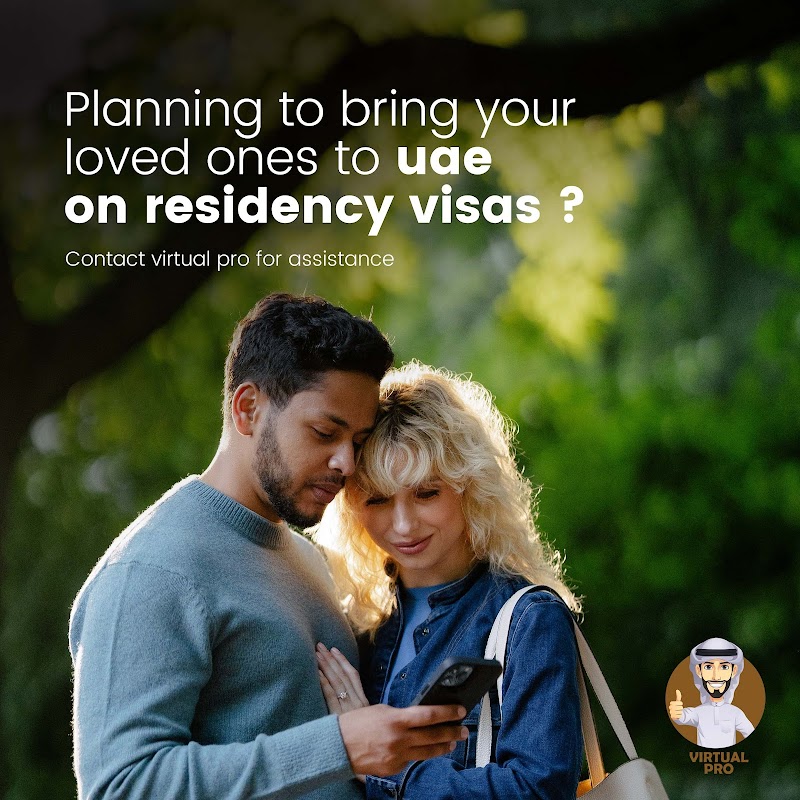 Planning to bring your
loved ones to uae
on residency visas ?
Contact virtual pro for assistance
VIRTUAL
PRO